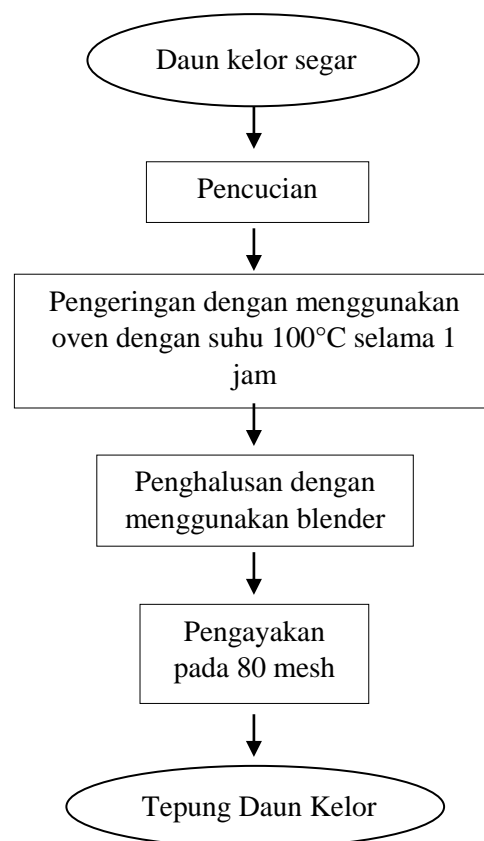 Daun kelor segar
Pencucian
Pengeringan dengan menggunakan
oven dengan suhu 100°C selama 1
jam
Penghalusan dengan
menggunakan blender
Pengayakan
pada 80 mesh
Tepung Daun Kelor